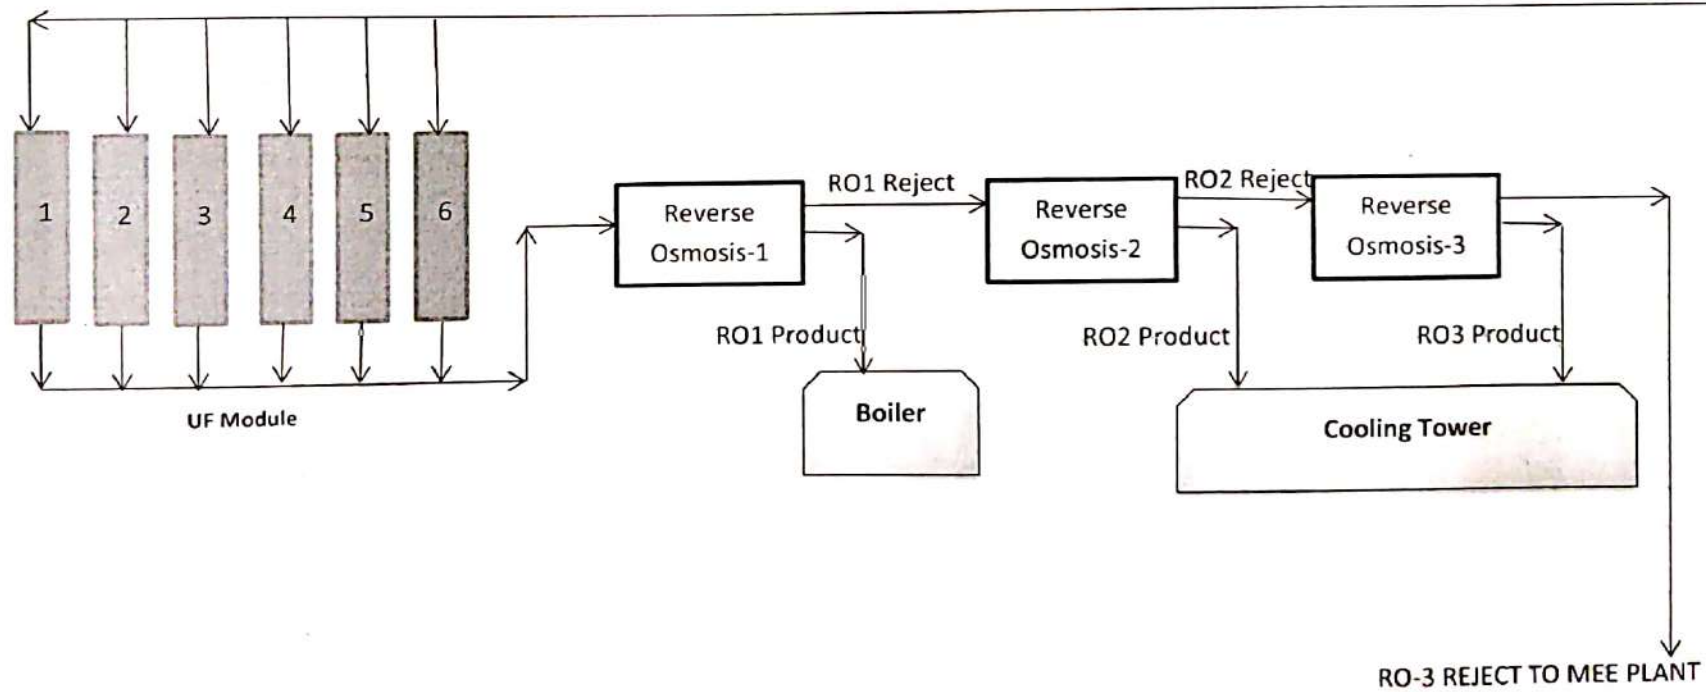 1
2
3
4
5
6
UF Module
Reverse
Osmosis-1
RO1 Reject
RO1 Product
Boiler
Reverse
Osmosis-2
RO2 Reject
RO2 Product
Reverse
Osmosis-3
RO3 Product
Cooling Tower
RO-3 REJECT TO MEE PLANT